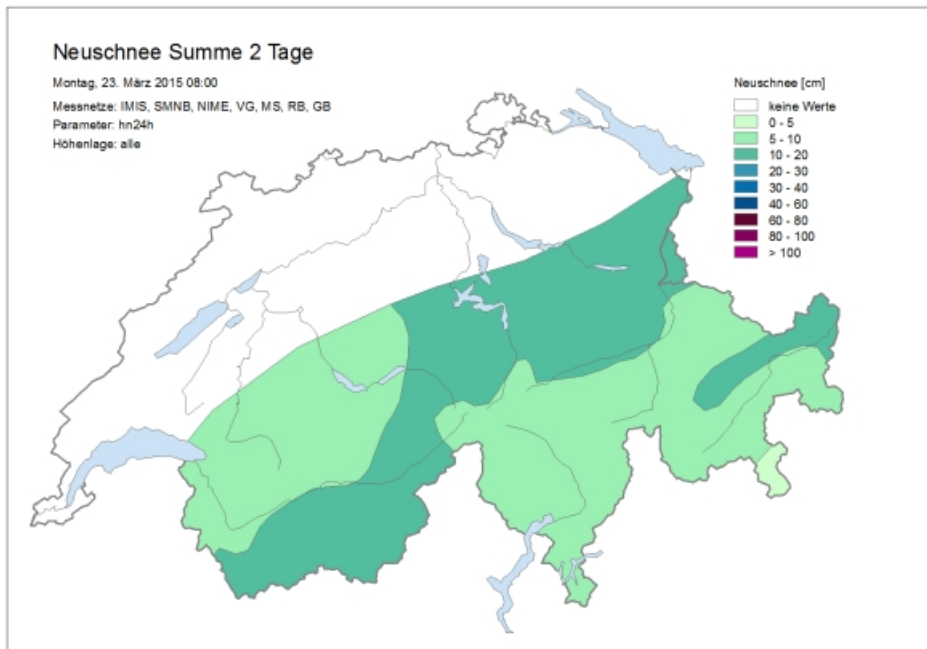 Neuschnee Summe 2 Tage
Montag, 23. März 2015 08:00
Messnetze: IMIS, SMNB, NIME, VG, MS, RB, GB
Parameter: hn24h
Höhenlage: alle
Neuschnee [cm]
keine Werte
0 - 5
5 - 10
10 - 20
20 - 30
30 - 40
40 - 60
60 - 80
80 - 100
> 100